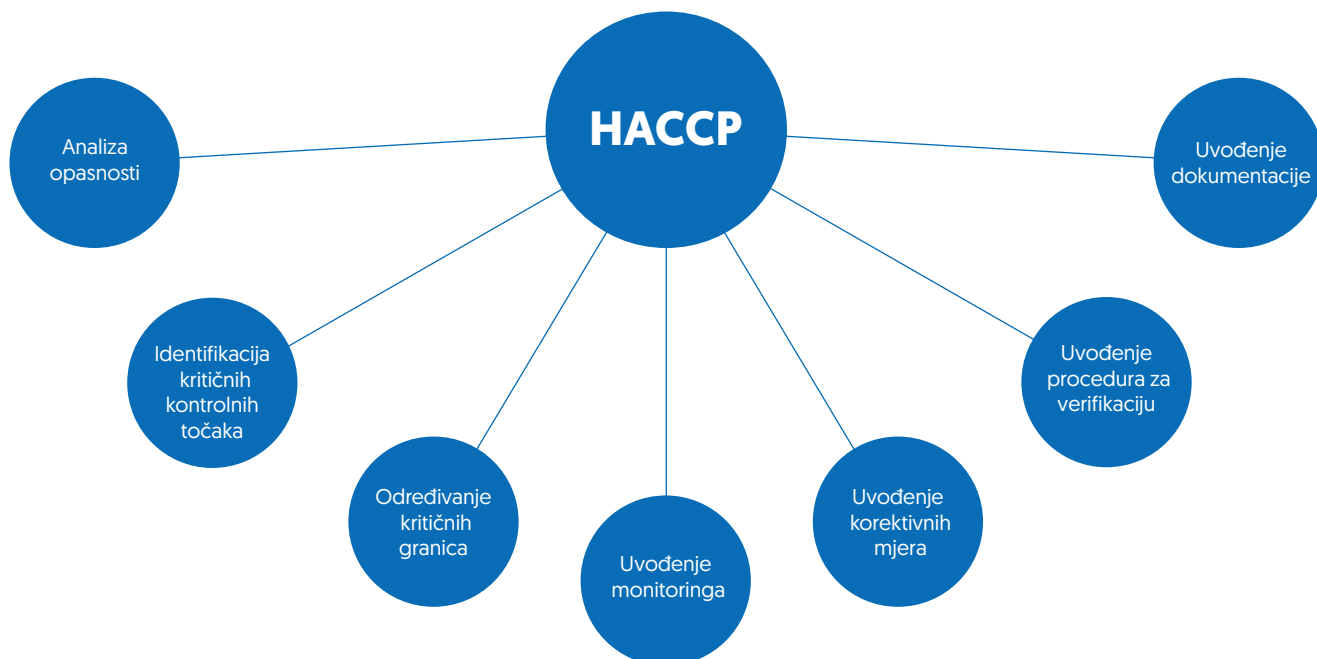 HACCP
Analiza
opasnosti
Identifikacija
kritičnih
kontrolnih
točaka
Određivanje
kritičnih
granica
Uvođenje
monitoringa
Uvođenje
korektivnih
mjera
Uvođenje
procedura za
verifikaciju
Uvođenje
dokumentacije